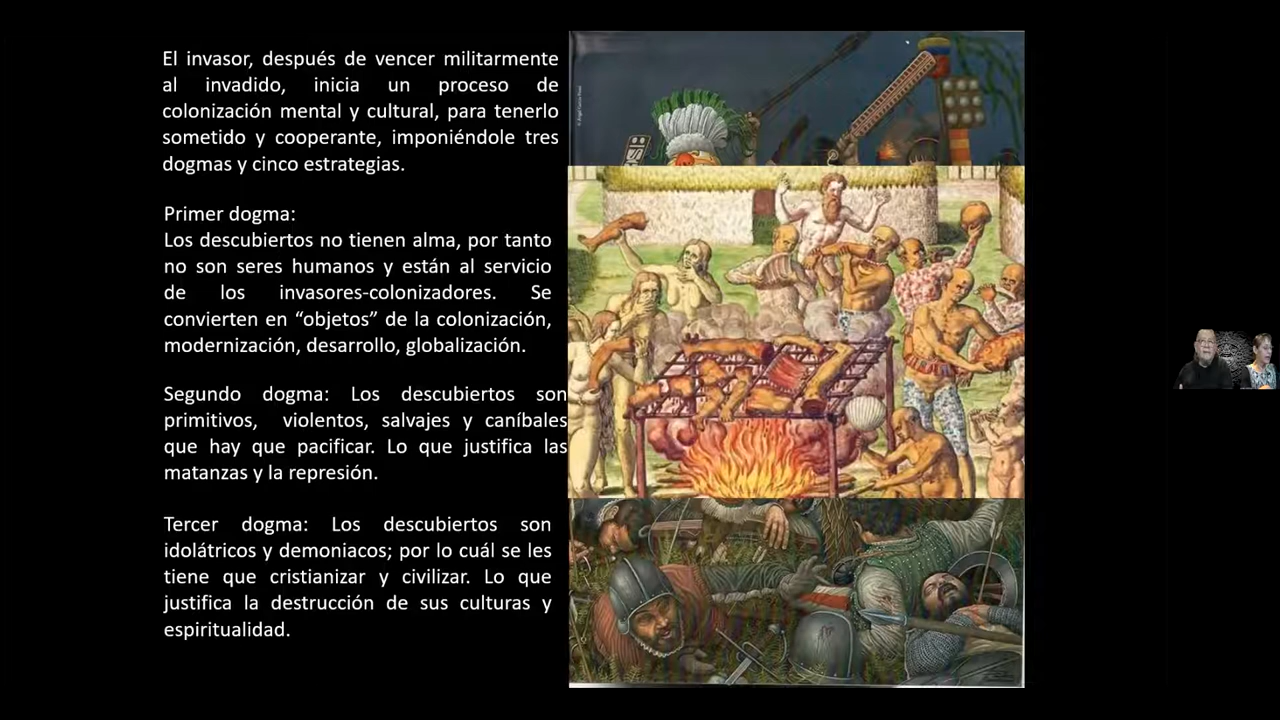 El invasor, después de vencer militarmente
al invadido, inicia un proceso de
colonización mental y cultural, para tenerlo
sometido y cooperante, imponiéndole tres
dogmas y cinco estrategias.
Primer dogma:
Los descubiertos no tienen alma, por tanto
no son seres humanos y están al servicio
de los invasores-colonizadores. Se
convierten en “objetos” de la colonización,
modernización, desarrollo, globalización.
Segundo dogma: Los descubiertos son
primitivos, violentos, salvajes y caníbales
que hay que pacificar. Lo que justifica las
matanzas y la represión.
Tercer dogma: Los descubiertos son
idolátricos y demoniacos; por lo cuál se les
tiene que cristianizar y civilizar. Lo que
justifica la destrucción de sus culturas y
espiritualidad.